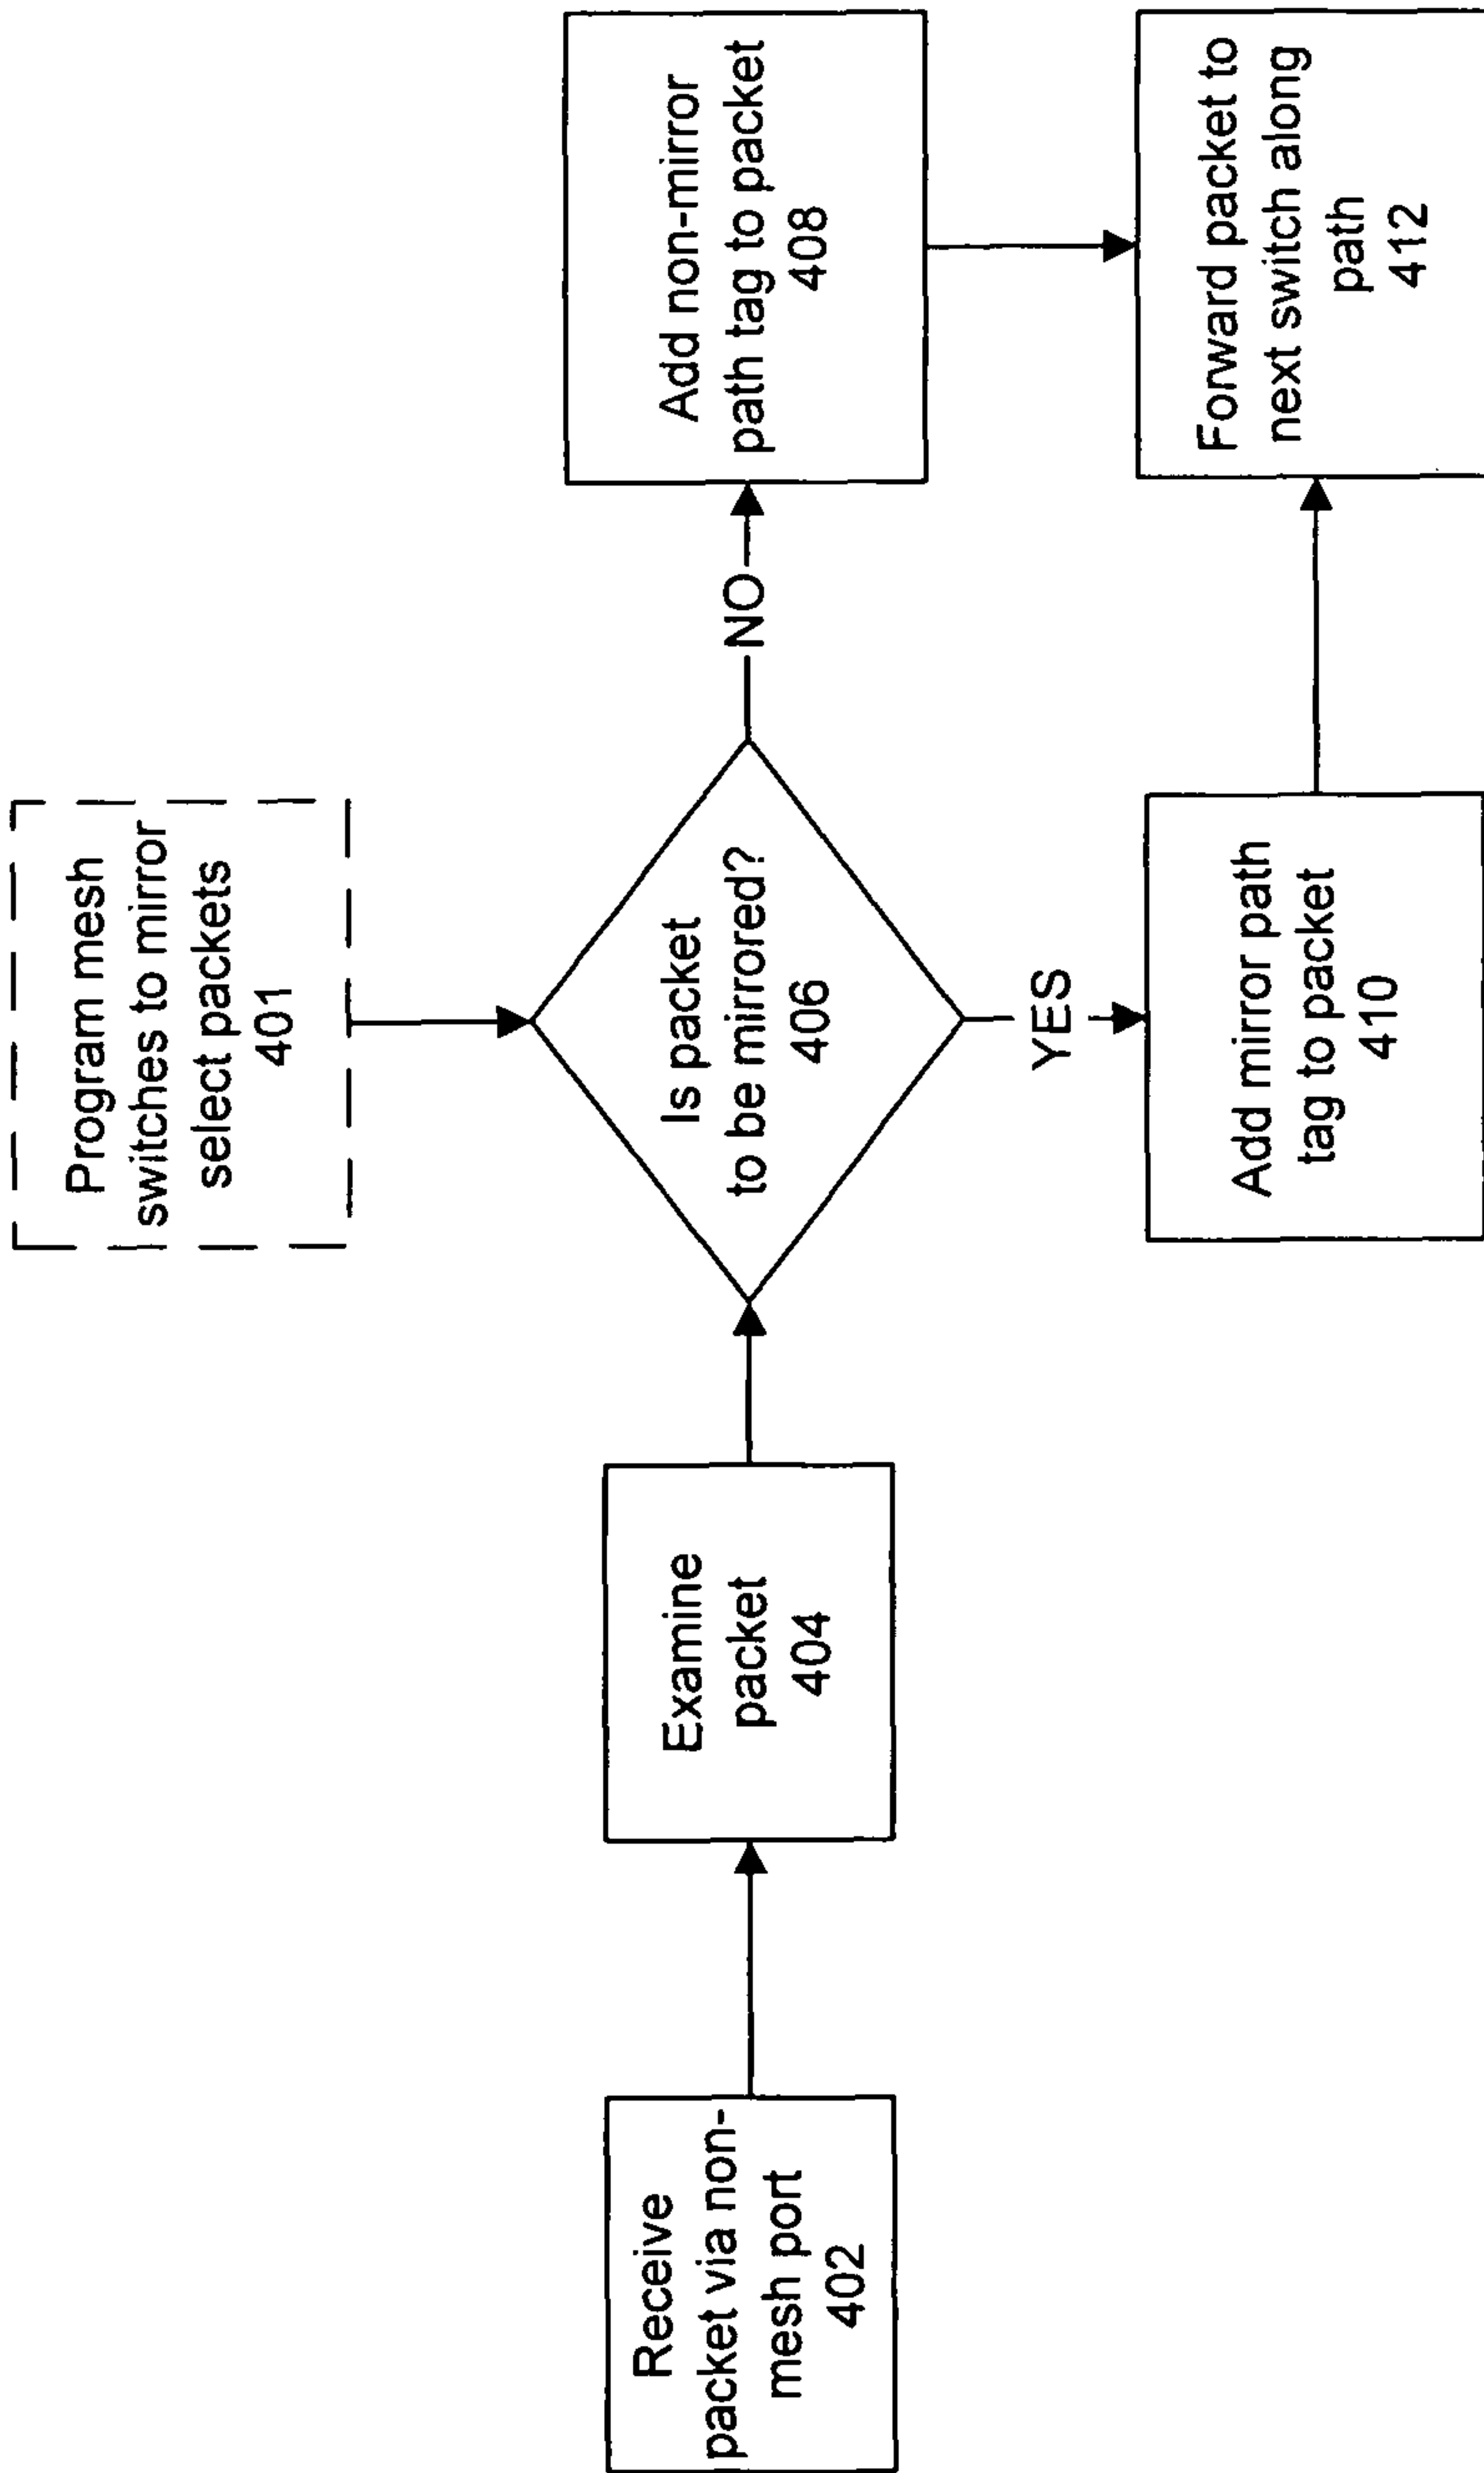 Program mesh
switches to mirror
select packets
401
Receive
packet via non-
mesh port
402
Examine
packet
404
Is packet
to be mirrored?
406
NO
Add non-mirror
path tag to packet
408
YES
Add mirror path
tag to packet
410
Forward packet to
next switch along
path
412